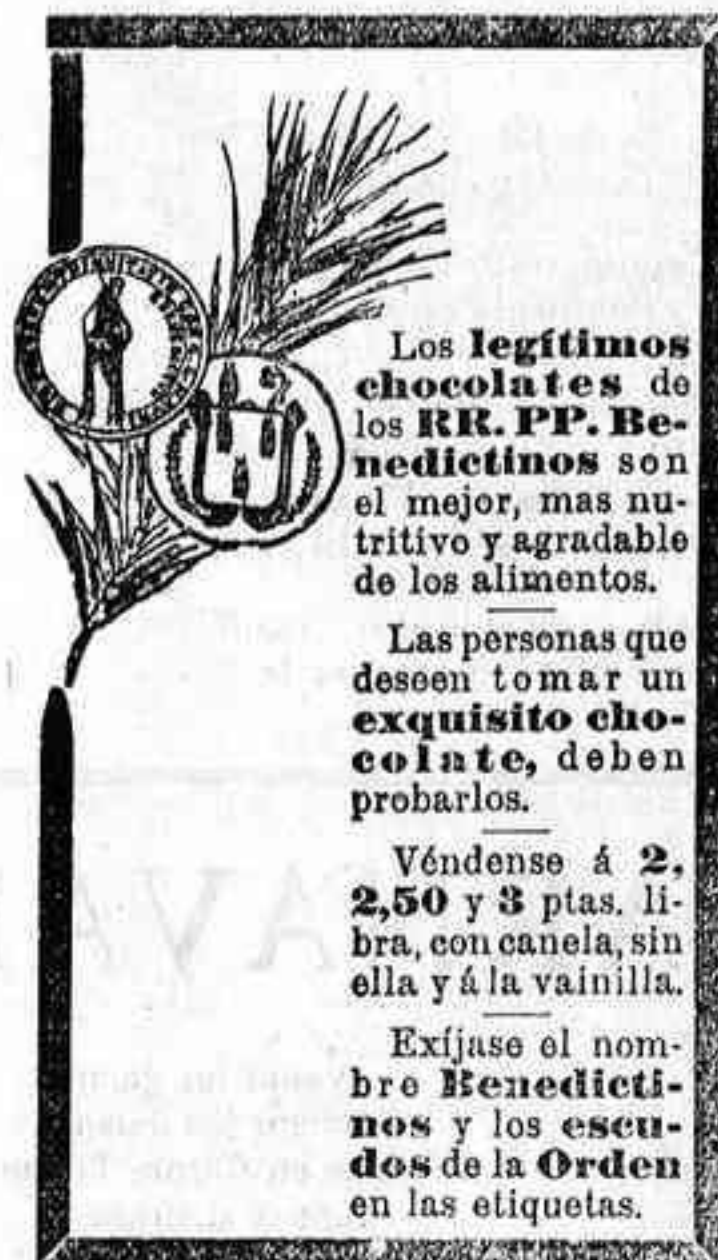 Los legítimos
chocolates de
los RR. PP. Be-
nedictinos son
el mejor, mas nu-
tritivo y agradable
de los alimentos.
Las personas que
deseen tomar un
exquisito cho-
colate, deben
probarlos.
Véndense á 2,
2,50 y 3 ptas. li-
bra, con canela, sin
ella y á la vainilla.
Exíjase el nom-
bre Benedicti-
nos y los escu-
dos de la Orden
en las etiquetas.